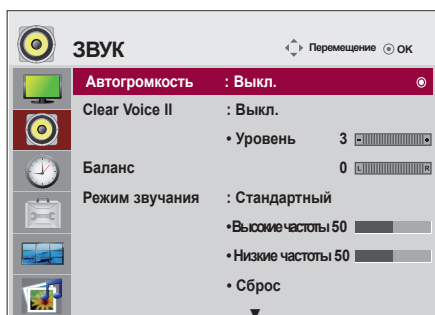 ЗВУК Перемещение ОК
Автогромкость : Выкл.
Clear Voice II : Выкл.
• Уровень 3
Баланс 0 L R
Режим звучания : Стандартный
•Высокие частоты 50
•Низкие частоты 50
• Сброс